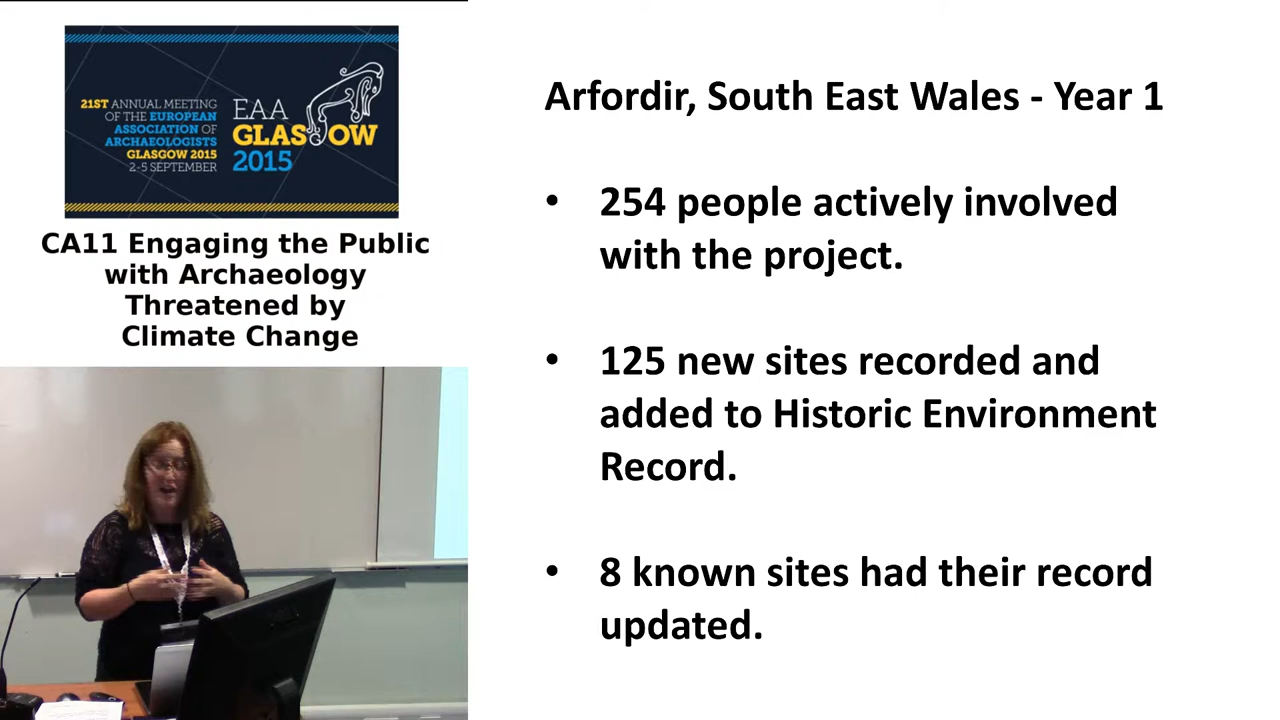 21ST ANNUAL MEETING
OF THE EUROPEAN
ASSOCIATION OF
ARCHAEOLOGISTS
GLASGOW 2015
2-5 SEPTEMBER
EAA
GLASGOW
2015
CA11 Engaging the Public
with Archaeology
Threatened by
Climate Change
Arfordir, South East Wales - Year 1
• 254 people actively involved
with the project.
• 125 new sites recorded and
added to Historic Environment
Record.
• 8 known sites had their record
updated.